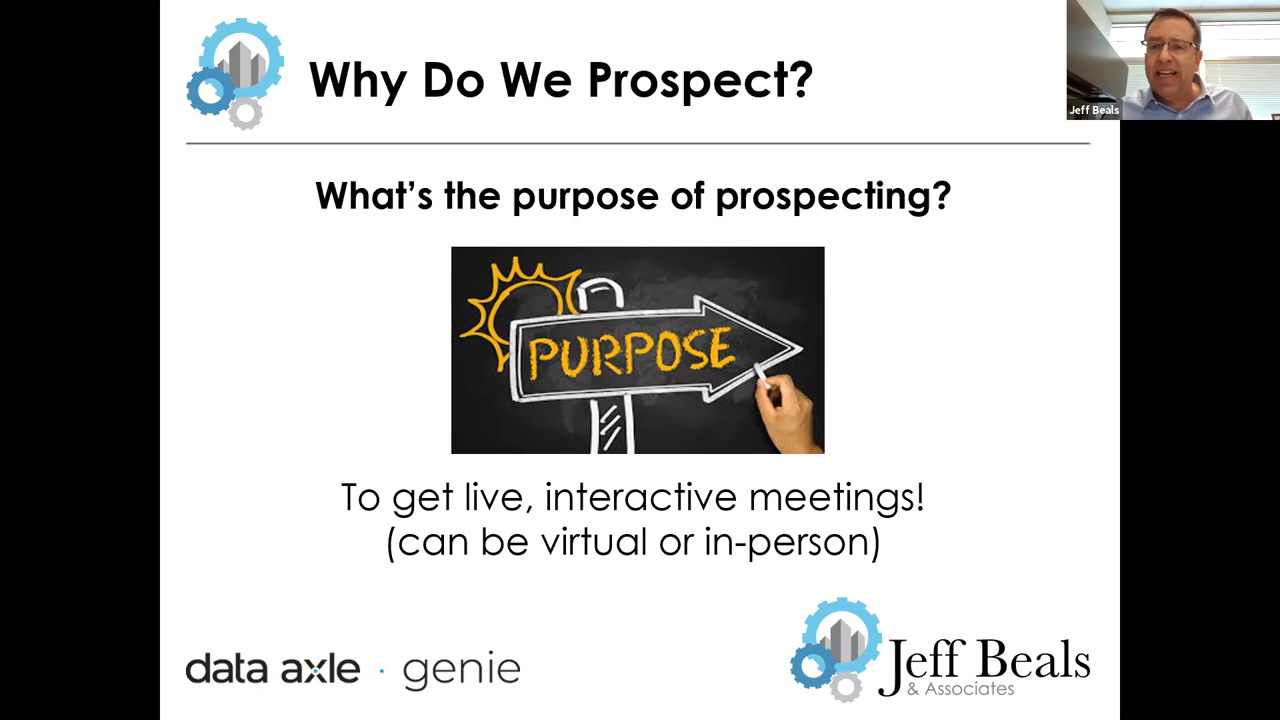 Why Do We Prospect?
Jeff Beals
What's the purpose of prospecting?
PURPOSE
To get live, interactive meetings!
(can be virtual or in-person)
data axle · genie
Jeff Beals
& Associates